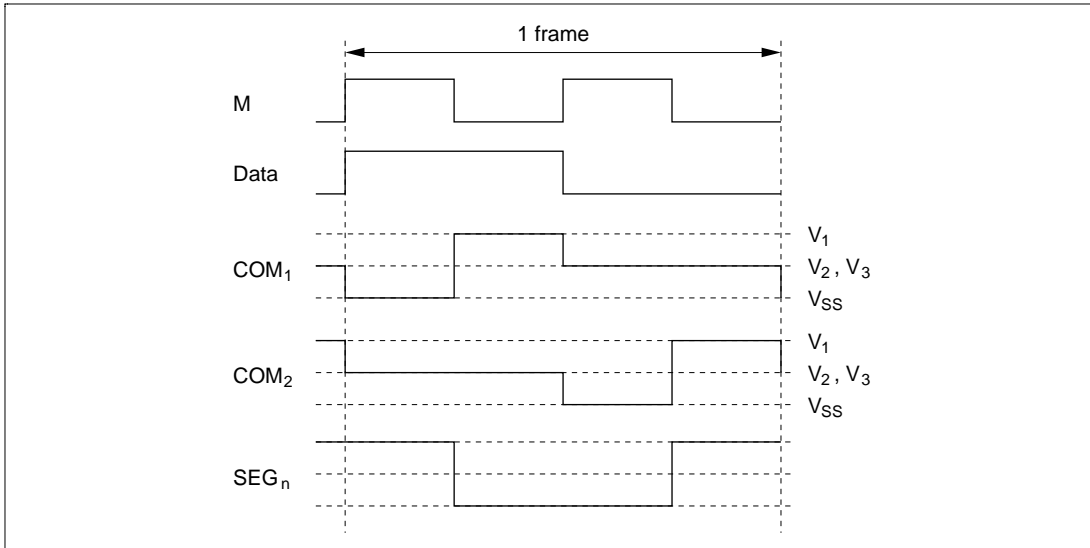 1 frame
M
Data
V1
COM1
V2 , V3
VSS
V1
COM2
V2 , V3
VSS
SEGn